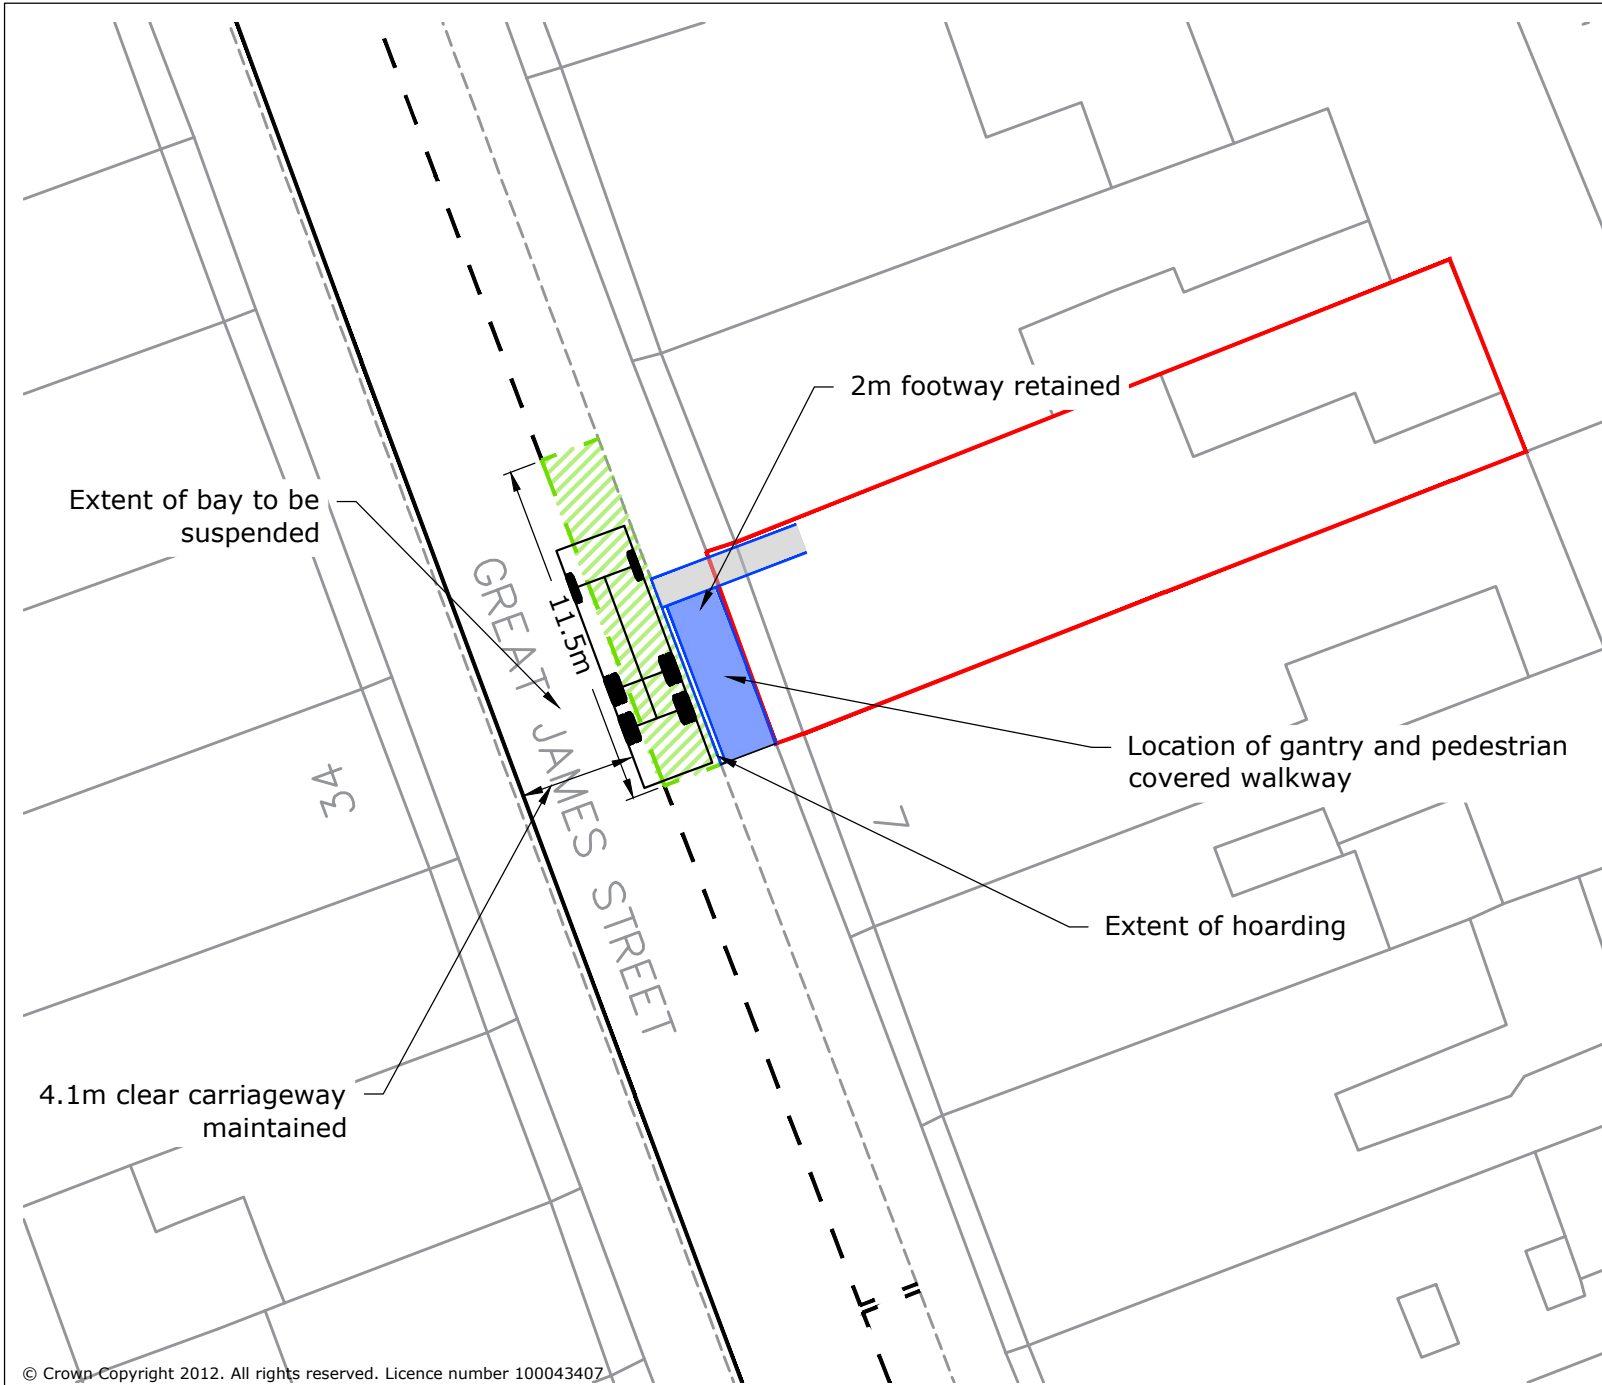 2m footway retained
Extent of bay to be
suspended
GREAT JAMES STREET
11.5m
Location of gantry and pedestrian
covered walkway
34
7
Extent of hoarding
4.1m clear carriageway
maintained
© Crown Copyright 2012. All rights reserved. Licence number 100043407